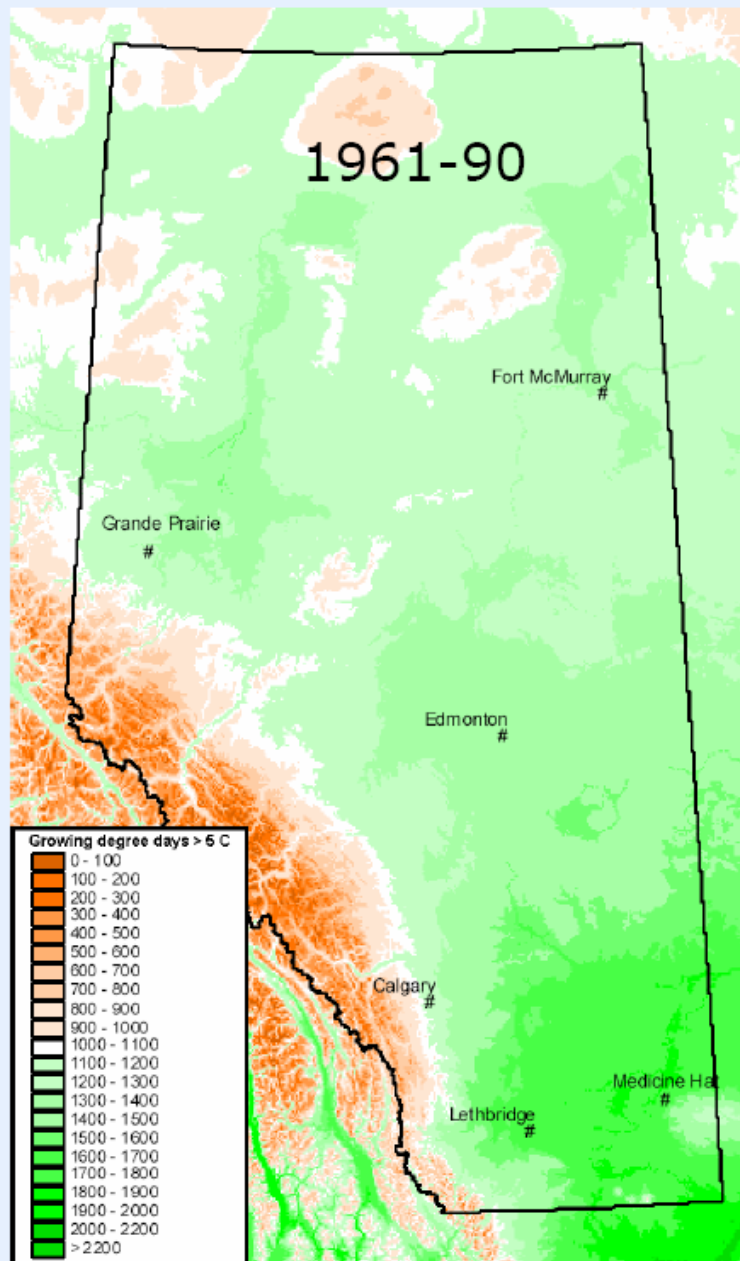 1961-90
Fort McMurray
#
Grande Prairie
#
Edmonton
#
Growing degree days > 5 C
0 - 100
100 - 200
200 - 300
300 - 400
400 - 500
500 - 600
600 - 700
700 - 800
800 - 900
900 - 1000
1000 - 1100
1100 - 1200
1200 - 1300
1300 - 1400
1400 - 1500
1500 - 1600
1600 - 1700
1700 - 1800
1800 - 1900
1900 - 2000
2000 - 2200
>2200
Calgary
#
Medicine Hat
#
Lethbridge
#